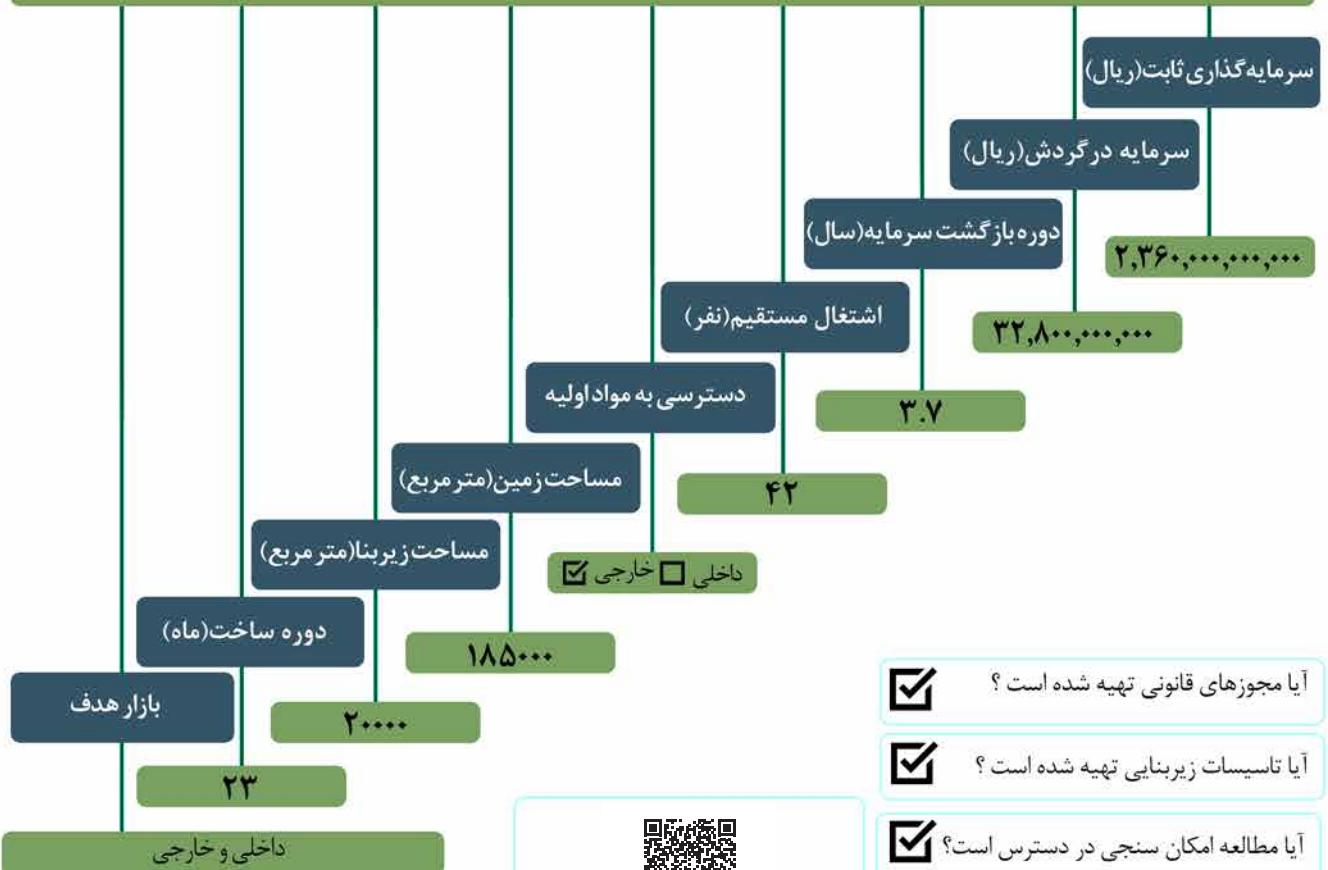 سرمایه‌گذاری ثابت(ریال)
۲,۳۶۰,۰۰۰,۰۰۰,۰۰۰
سرمایه در گردش(ریال)
۳۲,۸۰۰,۰۰۰,۰۰۰
دوره بازگشت سرمایه(سال)
۳.۷
اشتغال مستقیم(نفر)
۴۲
دسترسی به مواد اولیه
داخلی ☐ خارجی ☑
مساحت زمین(متر مربع)
۱۸۵۰۰۰
مساحت زیربنا(متر مربع)
۲۰۰۰۰
دوره ساخت(ماه)
۲۳
بازار هدف
داخلی و خارجی
آیا مجوزهای قانونی تهیه شده است ؟ ☑
آیا تاسیسات زیربنایی تهیه شده است ؟ ☑
آیا مطالعه امکان سنجی در دسترس است؟ ☑